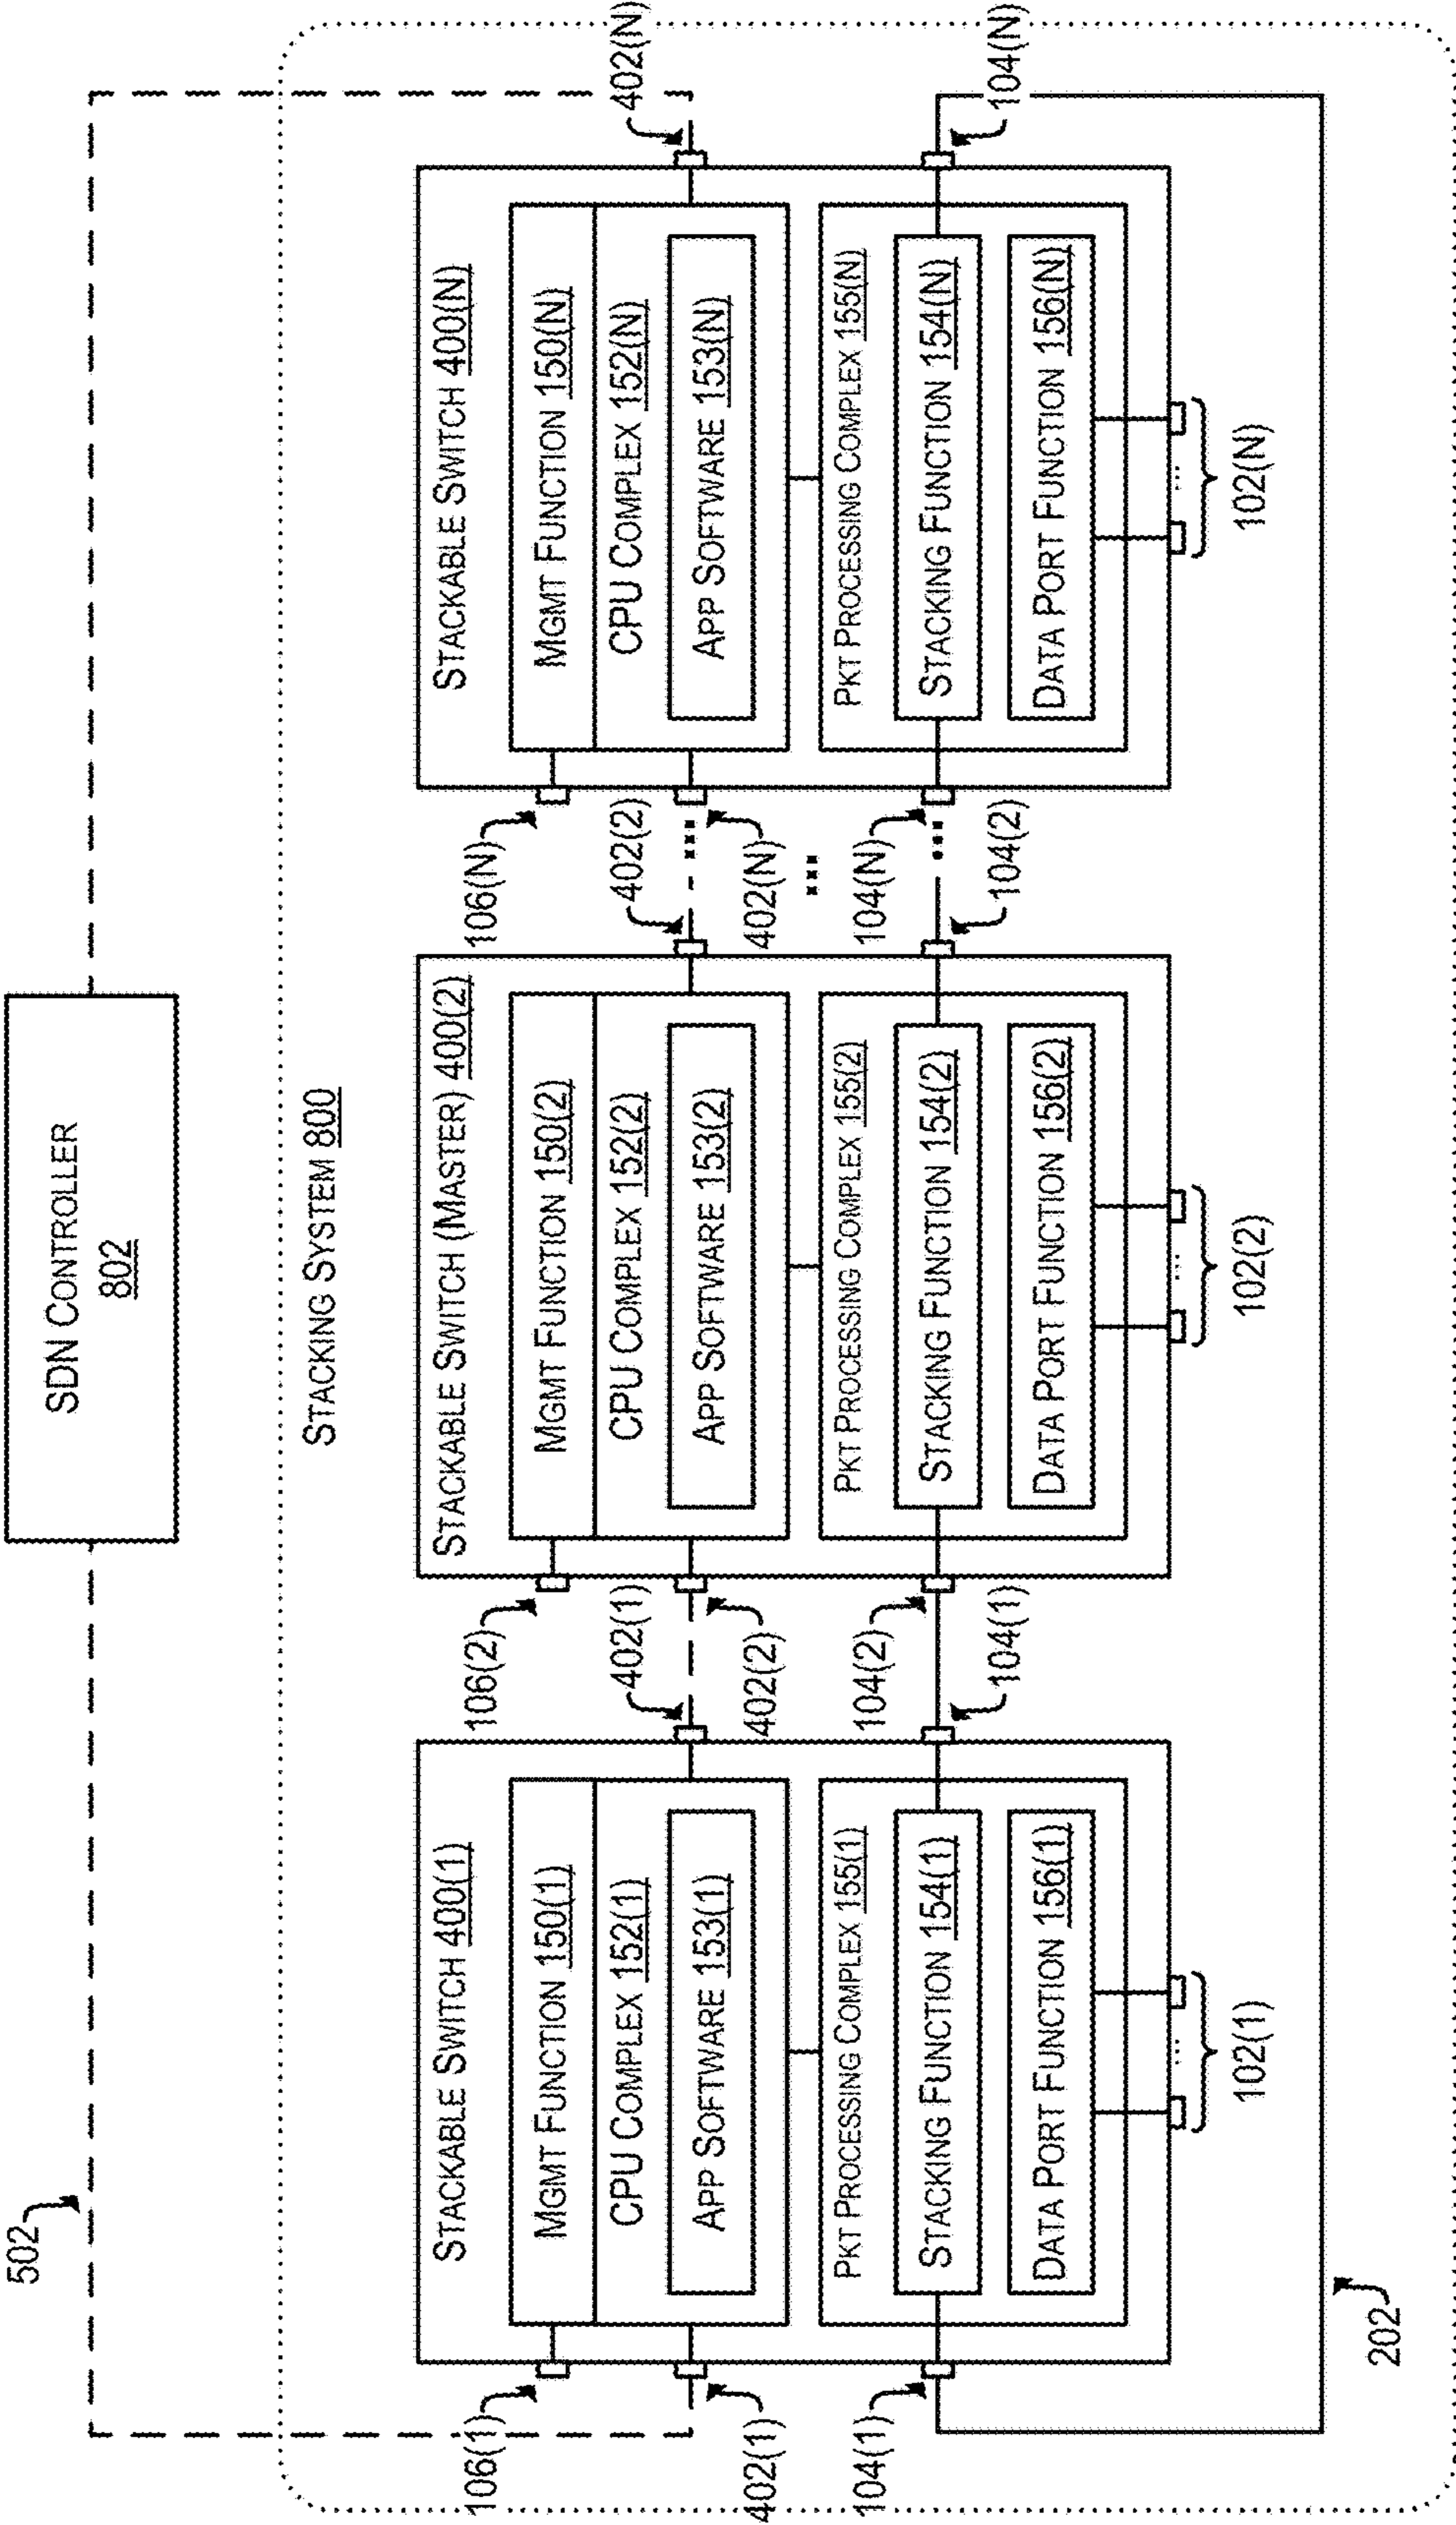 SDN CONTROLLER
802
502
STACKING SYSTEM 800
STACKABLE SWITCH 400(1)
MGMT FUNCTION 150(1)
CPU COMPLEX 152(1)
APP SOFTWARE 153(1)
PKT PROCESSING COMPLEX 155(1)
STACKING FUNCTION 154(1)
DATA PORT FUNCTION 156(1)
106(1)
402(1)
104(1)
402(1)
104(1)
102(1)
STACKABLE SWITCH (MASTER) 400(2)
MGMT FUNCTION 150(2)
CPU COMPLEX 152(2)
APP SOFTWARE 153(2)
PKT PROCESSING COMPLEX 155(2)
STACKING FUNCTION 154(2)
DATA PORT FUNCTION 156(2)
106(2)
402(2)
104(2)
402(2)
104(2)
102(2)
STACKABLE SWITCH 400(N)
MGMT FUNCTION 150(N)
CPU COMPLEX 152(N)
APP SOFTWARE 153(N)
PKT PROCESSING COMPLEX 155(N)
STACKING FUNCTION 154(N)
DATA PORT FUNCTION 156(N)
106(N)
402(N)
104(N)
402(N)
104(N)
102(N)
202